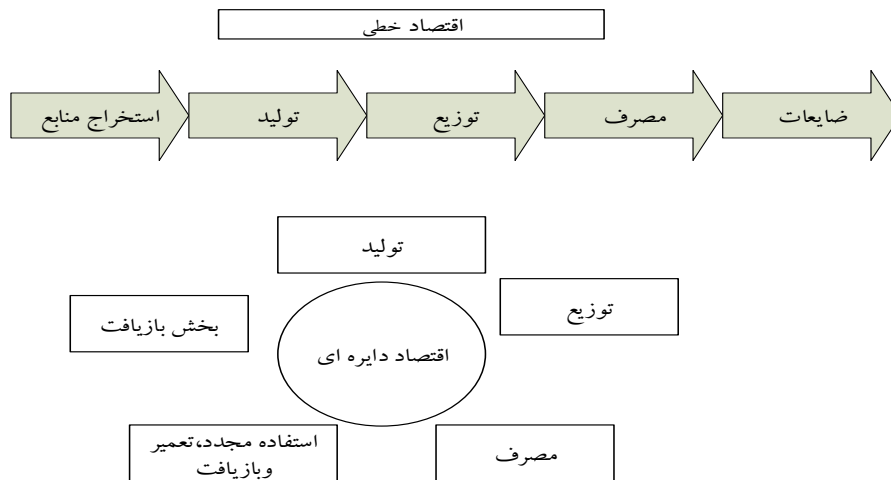 اقتصاد خطی
استخراج منابع
تولید
توزیع
مصرف
ضایعات
تولید
توزیع
بخش بازیافت
اقتصاد دایره ای
استفاده مجدد،تعمیر
وبازیافت
مصرف